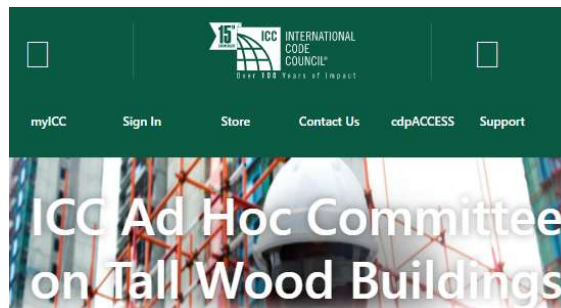 15TH
ICC INTERNATIONAL
CODE
COUNCIL®
Over 100 Years of Impact
myICC Sign In Store Contact Us cdpACCESS Support
ICC Ad Hoc Committee
on Tall Wood Buildings